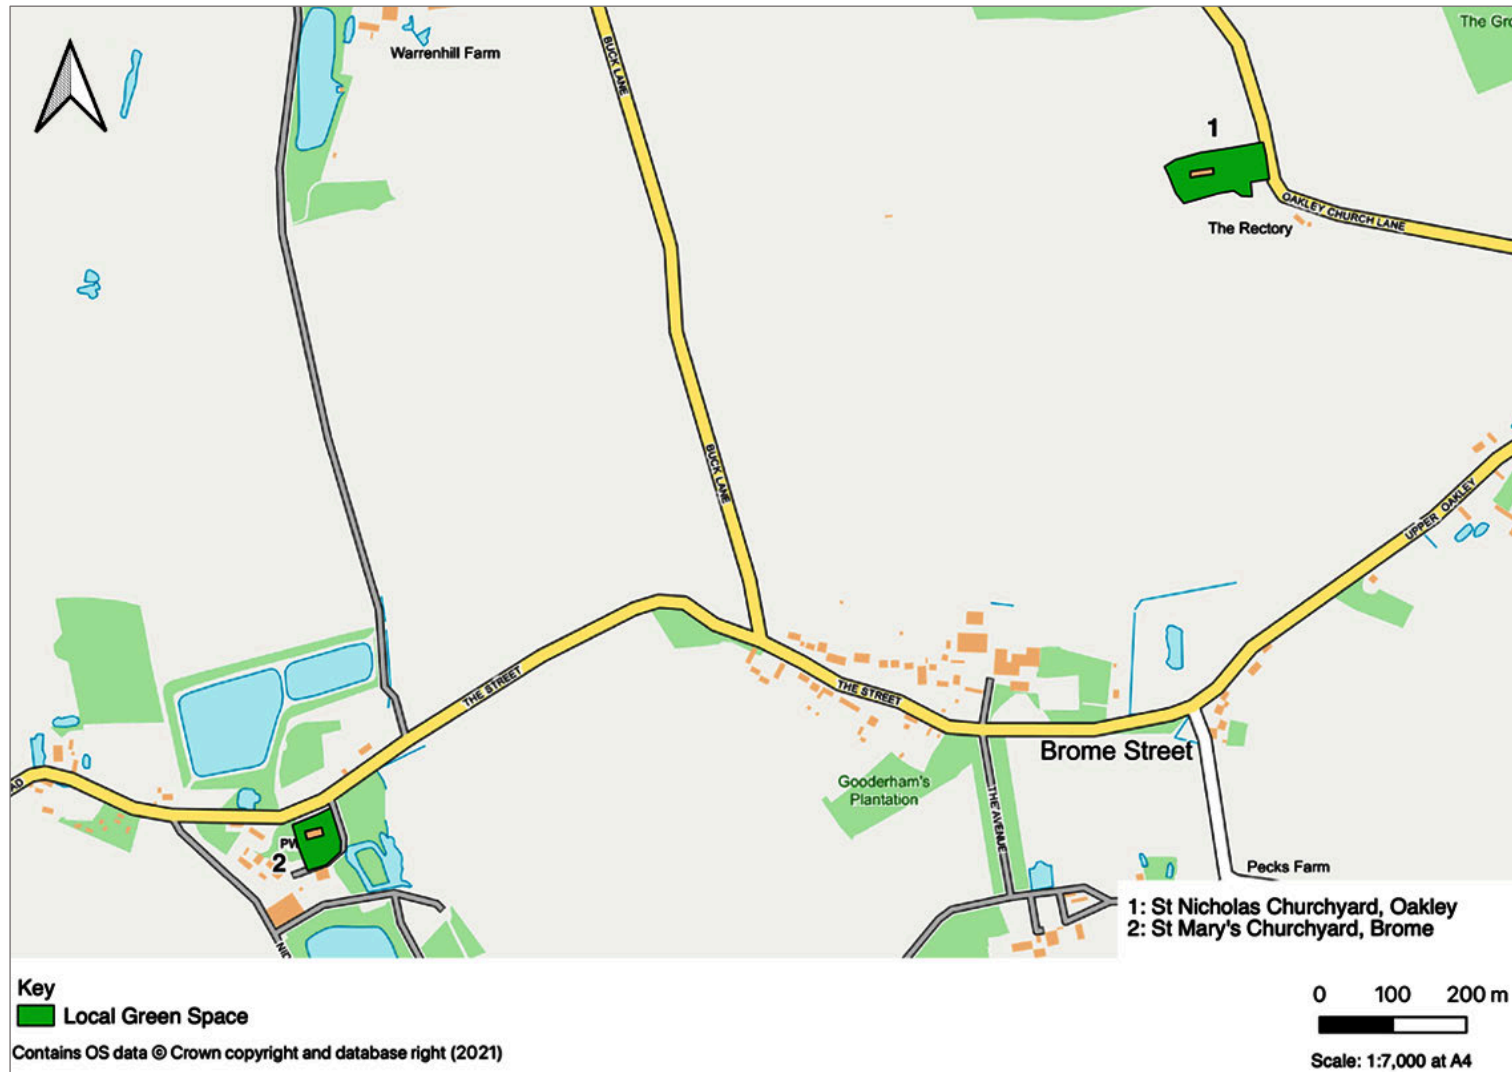 The Gro
Warrenhill Farm
BUCK LANE
1
OAKLEY CHURCH LANE
The Rectory
BUCK LANE
UPPER OAKLEY
THE STREET
THE STREET
Brome Street
Gooderham's
Plantation
THE AVENUE
AD
PW
2
Pecks Farm
NID
1: St Nicholas Churchyard, Oakley
2: St Mary's Churchyard, Brome
Key
Local Green Space
0 100 200 m
Contains OS data © Crown copyright and database right (2021)
Scale: 1:7,000 at A4